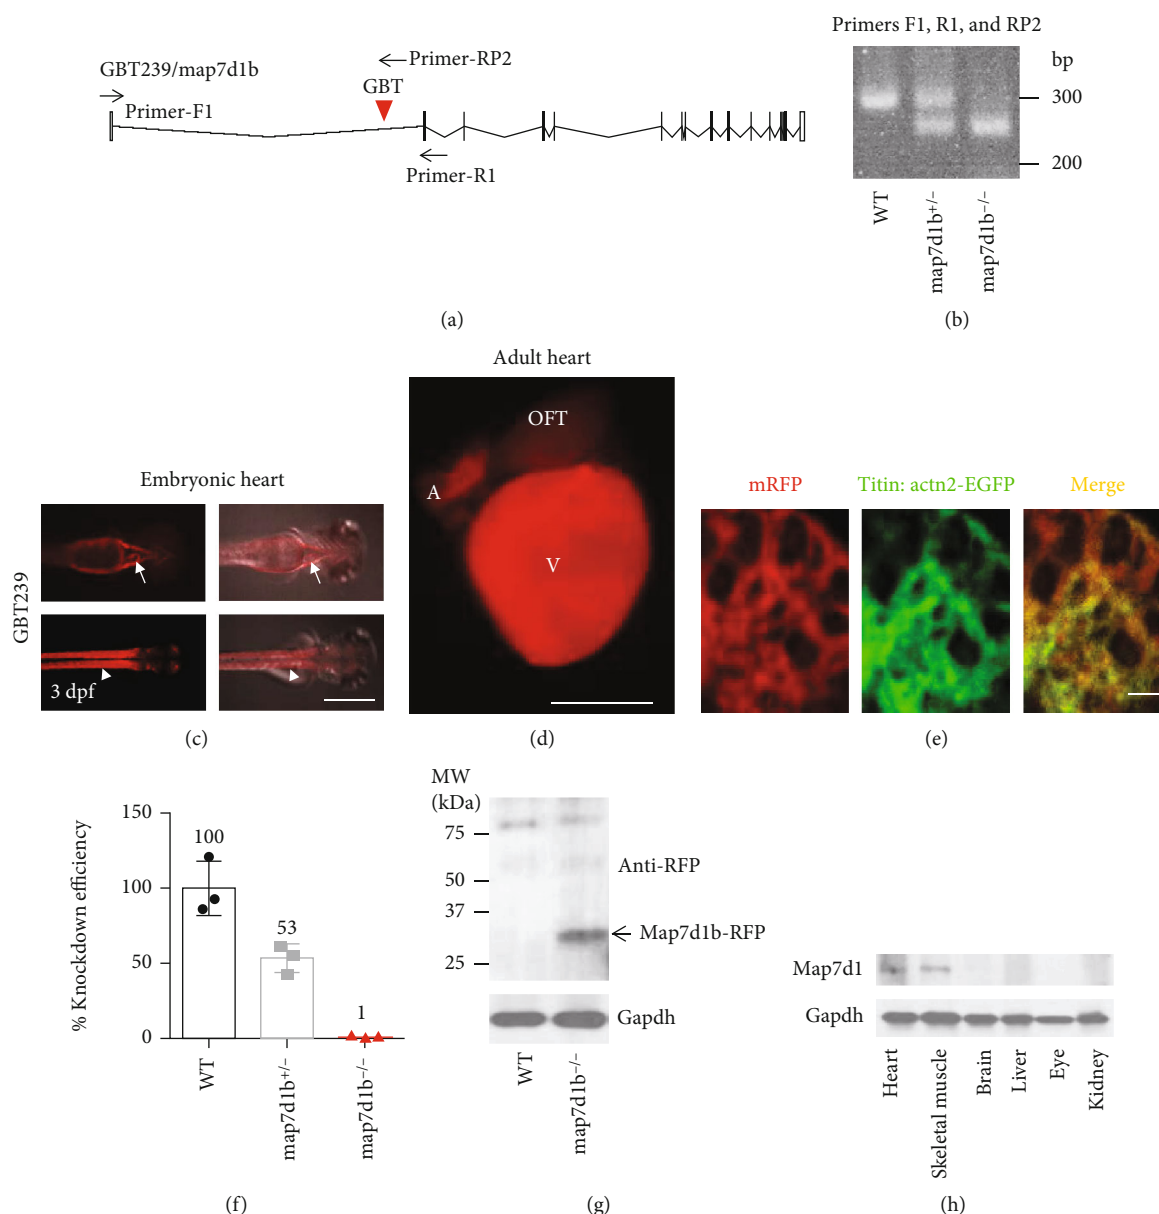 GBT239/map7d1b
Primer-F1
Primer-RP2
GBT
Primer-R1
(a)
Primers F1, R1, and RP2
bp
300
200
WT
map7d1b+/−
map7d1b−/−
(b)
Embryonic heart
GBT239
3 dpf
(c)
Adult heart
OFT
A
V
(d)
mRFP
Titin: actn2-EGFP
Merge
(e)
% Knockdown efficiency
150
100
50
0
100
53
1
WT
map7d1b+/−
map7d1b−/−
(f)
MW
(kDa)
75
50
37
25
Anti-RFP
Map7d1b-RFP
Gapdh
WT
map7d1b−/−
(g)
Map7d1
Gapdh
Heart
Skeletal muscle
Brain
Liver
Eye
Kidney
(h)